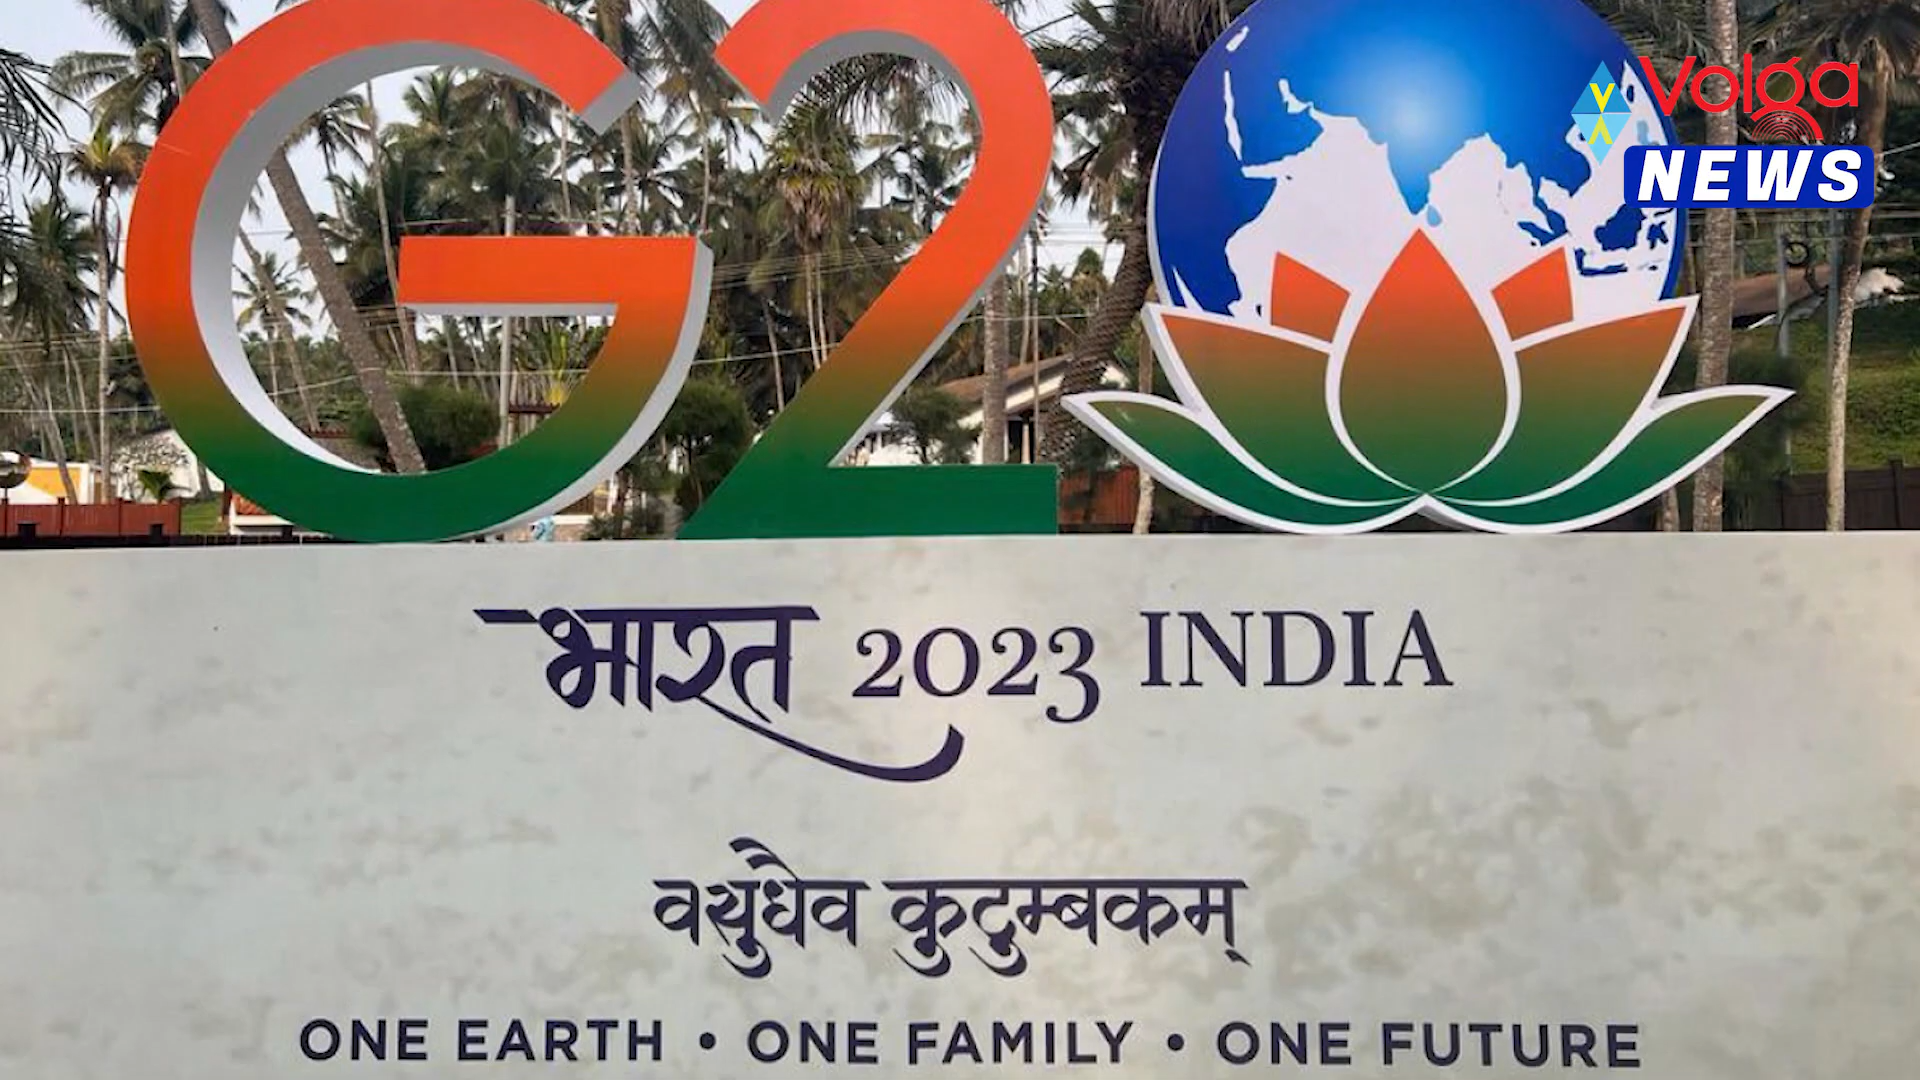 G20
Volga
NEWS
भारत 2023 INDIA
वसुधैव कुटुम्बकम्
ONE EARTH • ONE FAMILY • ONE FUTURE